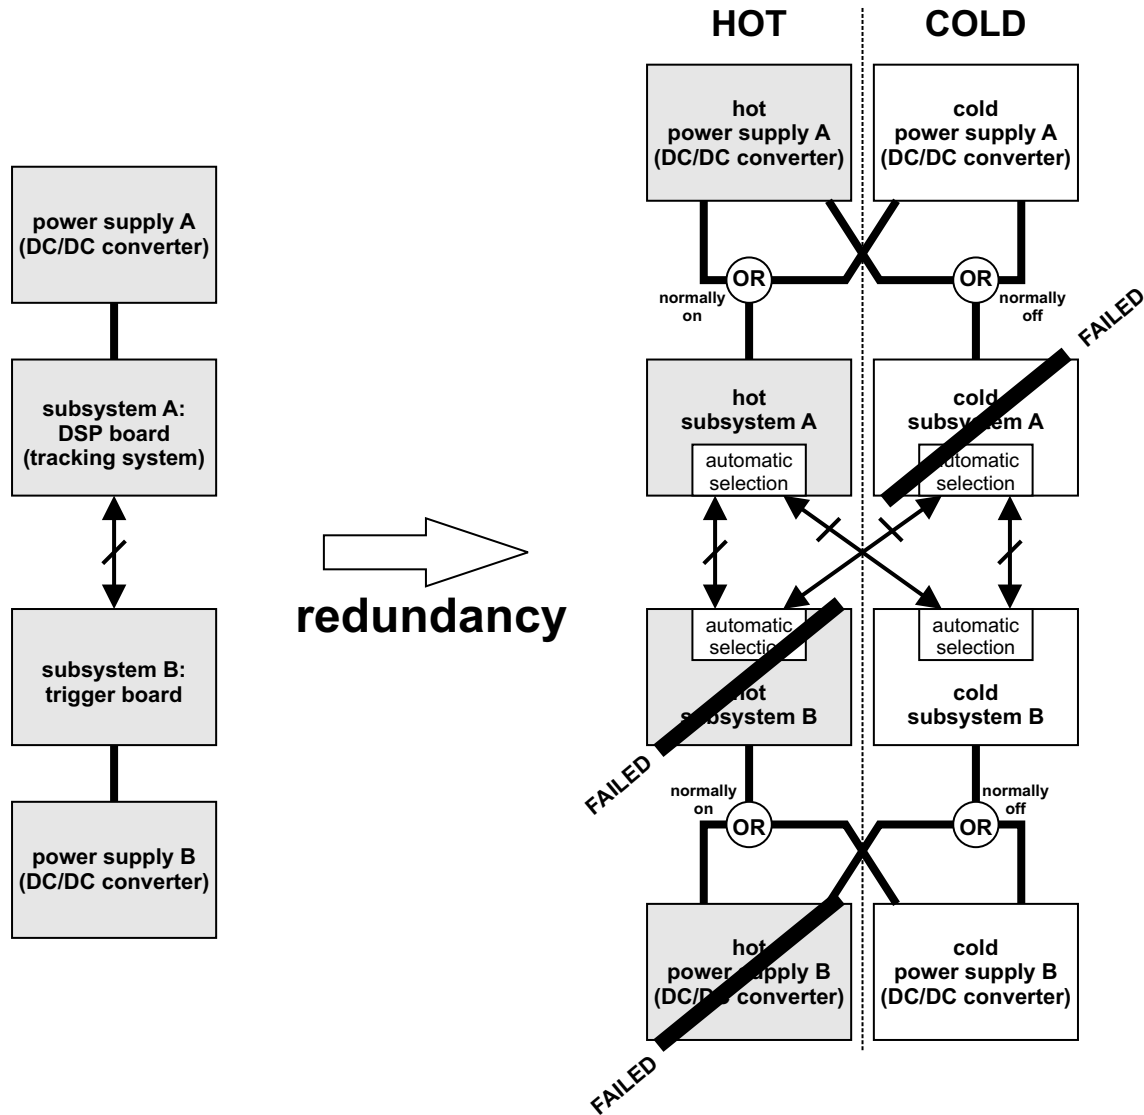 HOT
COLD
hot
power supply A
(DC/DC converter)
cold
power supply A
(DC/DC converter)
power supply A
(DC/DC converter)
OR
OR
normally
on
normally
off
FAILED
subsystem A:
DSP board
(tracking system)
hot
subsystem A
automatic
selection
cold
subsystem A
automatic
selection
redundancy
subsystem B:
trigger board
automatic
selection
hot
subsystem B
automatic
selection
cold
subsystem B
FAILED
normally
on
OR
OR
normally
off
power supply B
(DC/DC converter)
hot
power supply B
(DC/DC converter)
cold
power supply B
(DC/DC converter)
FAILED